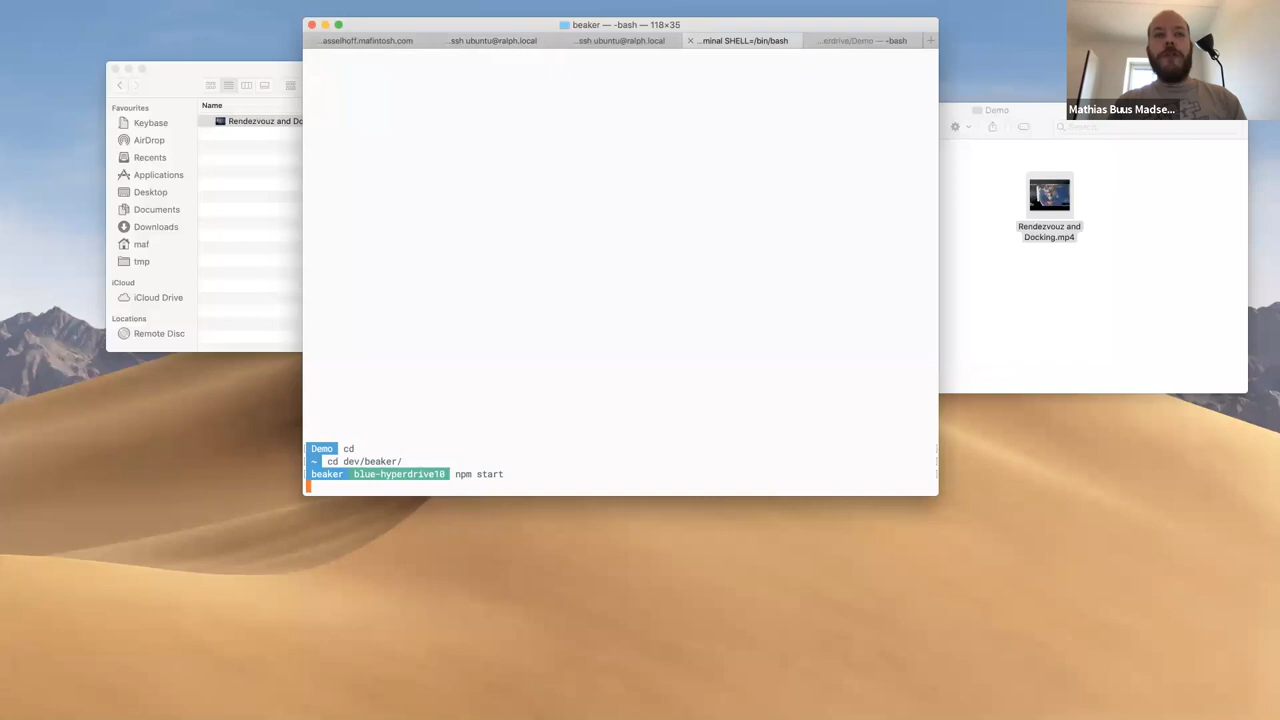 beaker — -bash — 118×35
...asselhoff.mafintosh.com
...ssh ubuntu@ralph.local
...ssh ubuntu@ralph.local
...minal SHELL=/bin/bash
...erdrive/Demo — -bash
Favourites
Keybase
AirDrop
Recents
Applications
Desktop
Documents
Downloads
maf
tmp
iCloud
iCloud Drive
Locations
Remote Disc
Name
Rendezvouz and Do
Demo cd
~ cd dev/beaker/
beaker blue-hyperdrive10 npm start
Mathias Buus Madse...
Demo
Search
Rendezvouz and
Docking.mp4